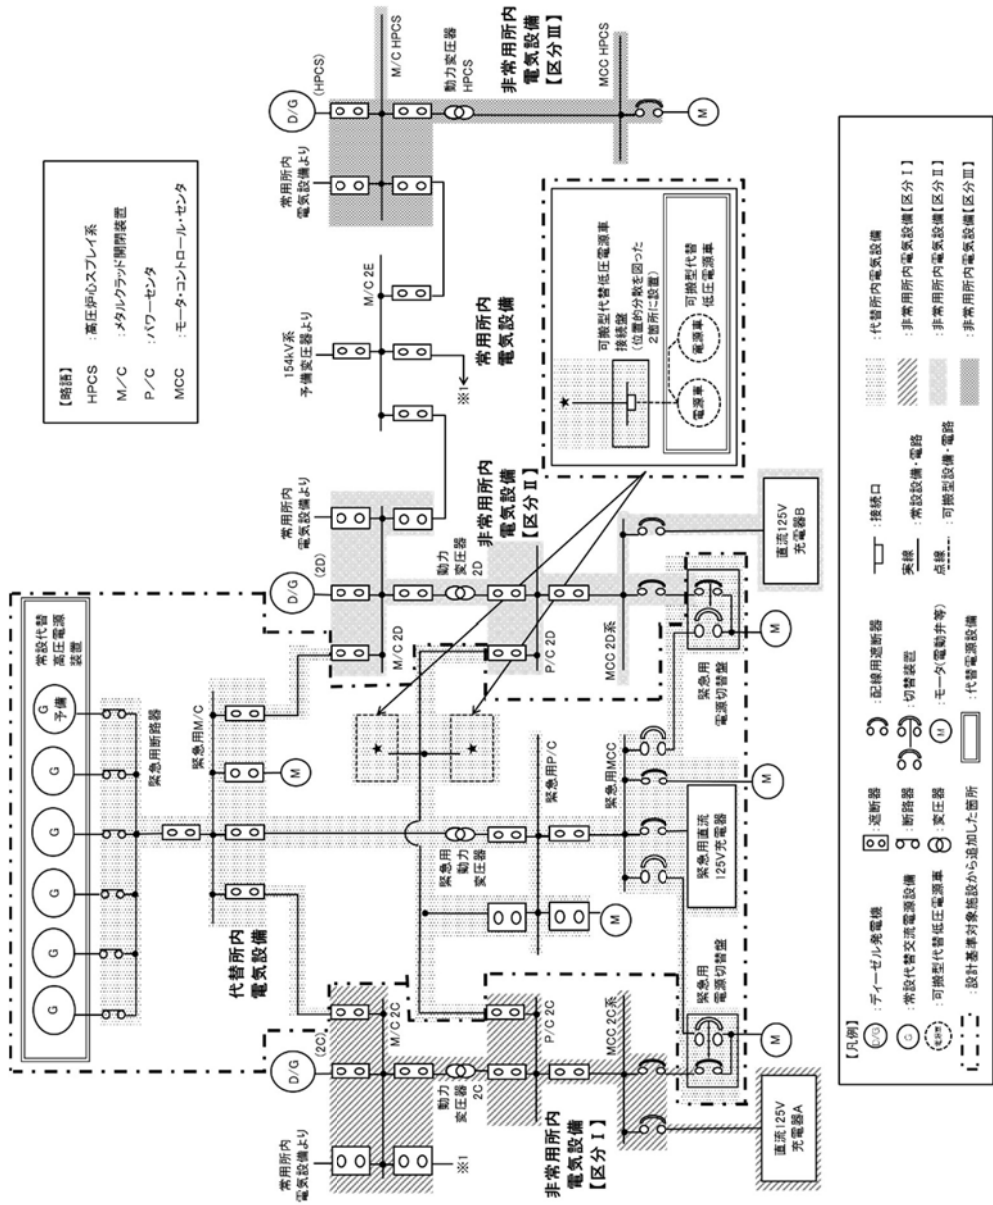 常設代替
高圧電源
装置
G
G
G
G
G
G
予備
緊急用断路器
緊急用M/C
M
代替所内
電気設備
常用所内
電気設備より
D/G
(2C)
M/C 2C
※1
動力
変圧器
2C
P/C 2C
非常用所内
電気設備
【区分Ⅰ】
MCC 2C系
直流125V
充電器A
緊急用
電源切替盤
M
緊急用
動力
変圧器
緊急用P/C
M
緊急用MCC
緊急用直流
125V充電器
M
★
★
D/G
(2D)
常用所内
電気設備より
M/C 2D
動力
変圧器
2D
P/C 2D
非常用所内
電気設備
【区分Ⅱ】
MCC 2D系
緊急用
電源切替盤
M
直流125V
充電器B
154kV系
予備変圧器より
M/C 2E
※1
常用所内
電気設備
★
可搬型代替低圧電源車
接続盤
(位置的分散を図った
2箇所に設置)
電源車
電源車
可搬型代替
低圧電源車
常用所内
電気設備より
D/G
(HPCS)
M/C HPCS
動力変圧器
HPCS
非常用所内
電気設備
【区分Ⅲ】
MCC HPCS
M
【略語】
HPCS :高圧炉心スプレイ系
M/C :メタルクラッド開閉装置
P/C :パワーセンタ
MCC :モータ・コントロール・センタ
【凡例】
D/G :ディーゼル発電機
G :常設代替交流電源設備
電源車 :可搬型代替低圧電源車
:設計基準対象施設から追加した箇所
:遮断器
:断路器
:変圧器
:配線用遮断器
:切替装置
M :モータ(電動弁等)
:代替電源設備
:接続口
実線 :常設設備・電路
点線 :可搬型設備・電路
:代替所内電気設備
:非常用所内電気設備【区分Ⅰ】
:非常用所内電気設備【区分Ⅱ】
:非常用所内電気設備【区分Ⅲ】